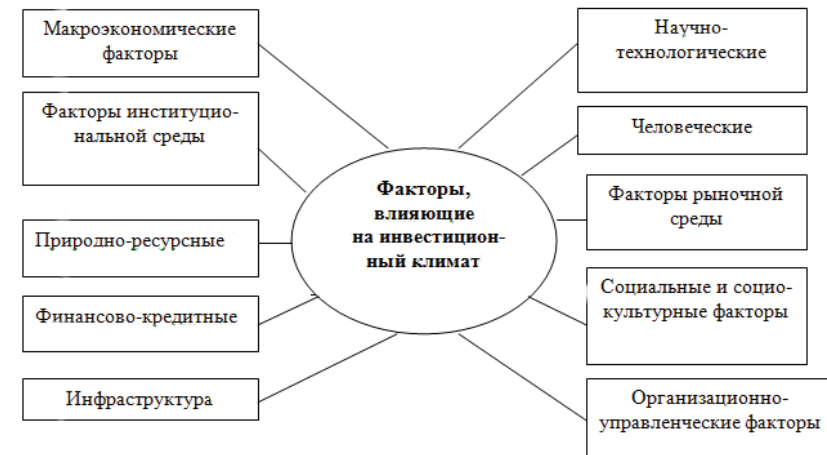 Макроэкономические
факторы
Факторы институцио-
нальной среды
Природно-ресурсные
Финансово-кредитные
Инфраструктура
Факторы,
влияющие
на инвестицион-
ный климат
Научно-
технологические
Человеческие
Факторы рыночной
среды
Социальные и социо-
культурные факторы
Организационно-
управленческие факторы